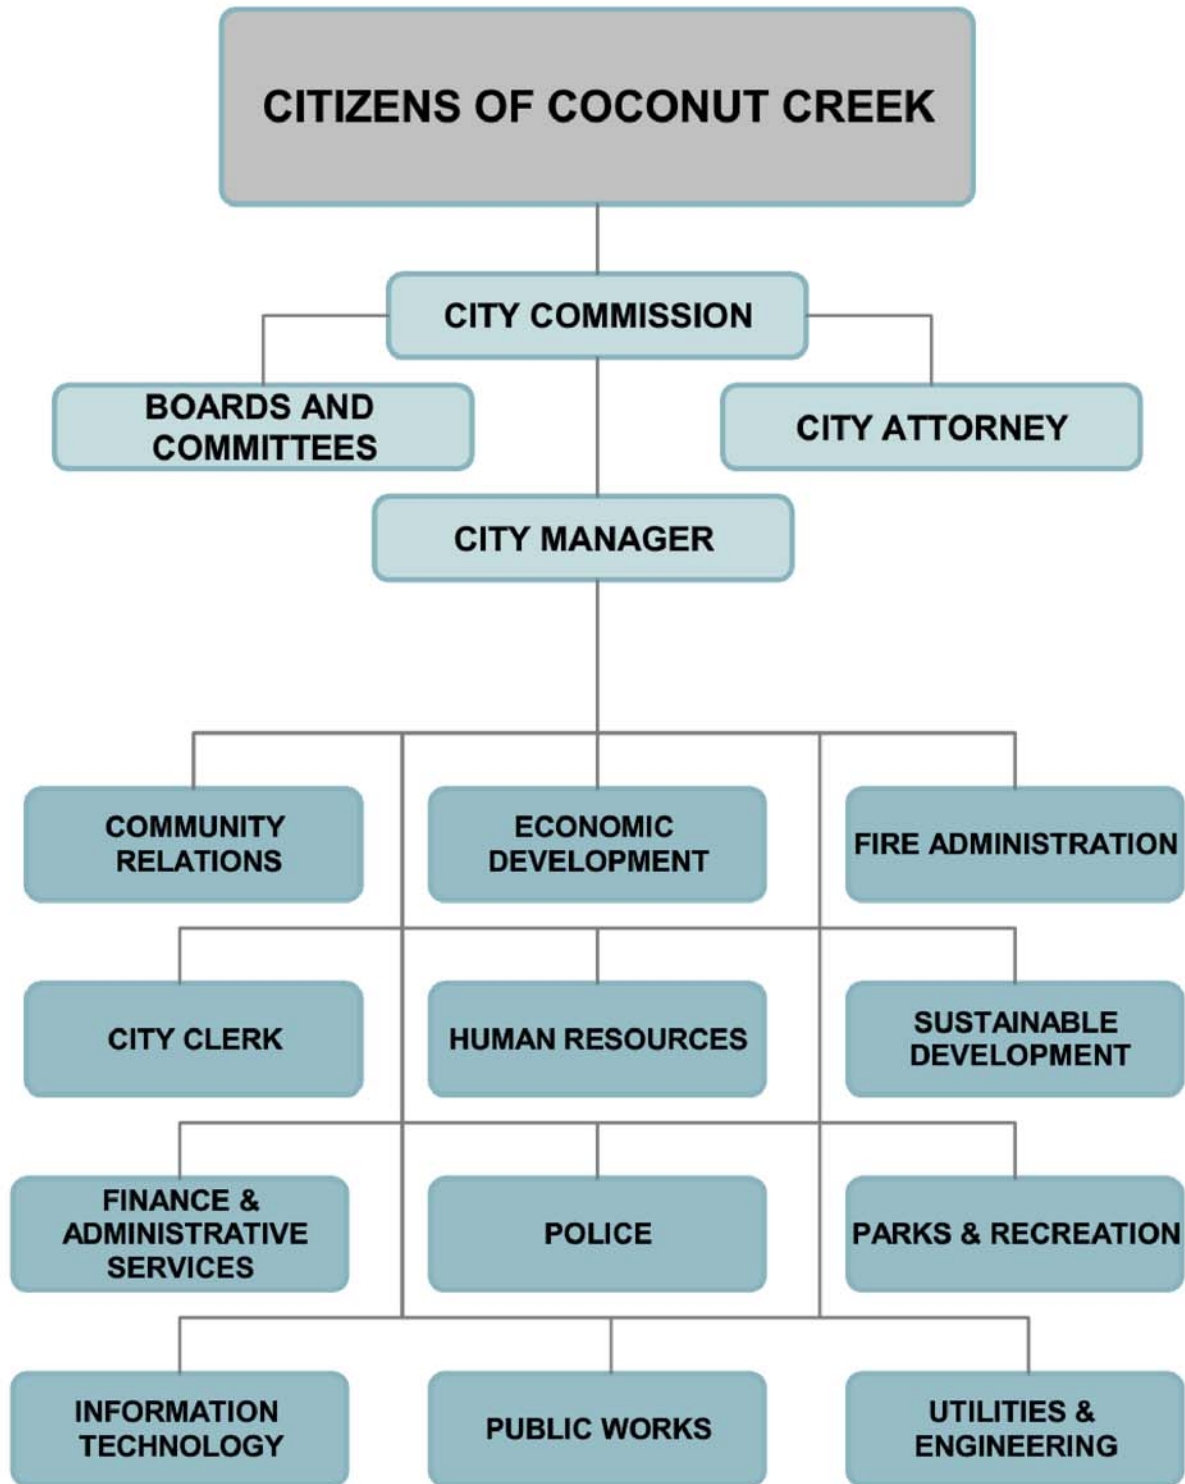 CITIZENS OF COCONUT CREEK
CITY COMMISSION
BOARDS AND
COMMITTEES
CITY ATTORNEY
CITY MANAGER
COMMUNITY
RELATIONS
ECONOMIC
DEVELOPMENT
FIRE ADMINISTRATION
CITY CLERK
HUMAN RESOURCES
SUSTAINABLE
DEVELOPMENT
FINANCE &
ADMINISTRATIVE
SERVICES
POLICE
PARKS & RECREATION
INFORMATION
TECHNOLOGY
PUBLIC WORKS
UTILITIES &
ENGINEERING